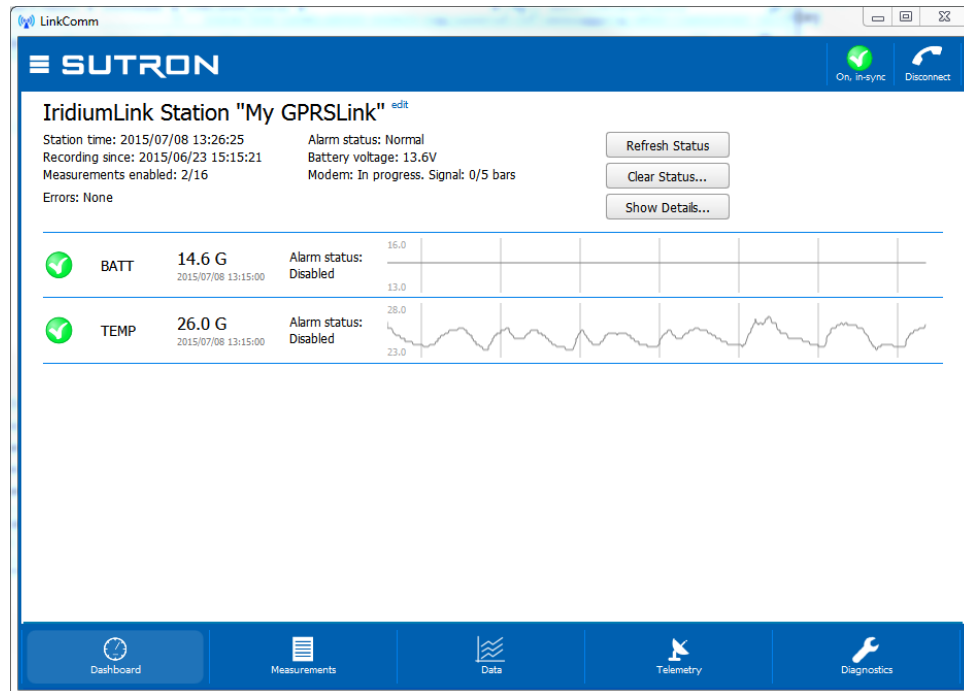 LinkComm
SUTRON
On, in-sync
Disconnect
IridiumLink Station "My GPRSLink" edit
Station time: 2015/07/08 13:26:25
Recording since: 2015/06/23 15:15:21
Measurements enabled: 2/16
Errors: None
Alarm status: Normal
Battery voltage: 13.6V
Modem: In progress. Signal: 0/5 bars
Refresh Status
Clear Status...
Show Details...
BATT
14.6 G
2015/07/08 13:15:00
Alarm status:
Disabled
16.0
13.0
TEMP
26.0 G
2015/07/08 13:15:00
Alarm status:
Disabled
28.0
23.0
Dashboard
Measurements
Data
Telemetry
Diagnostics